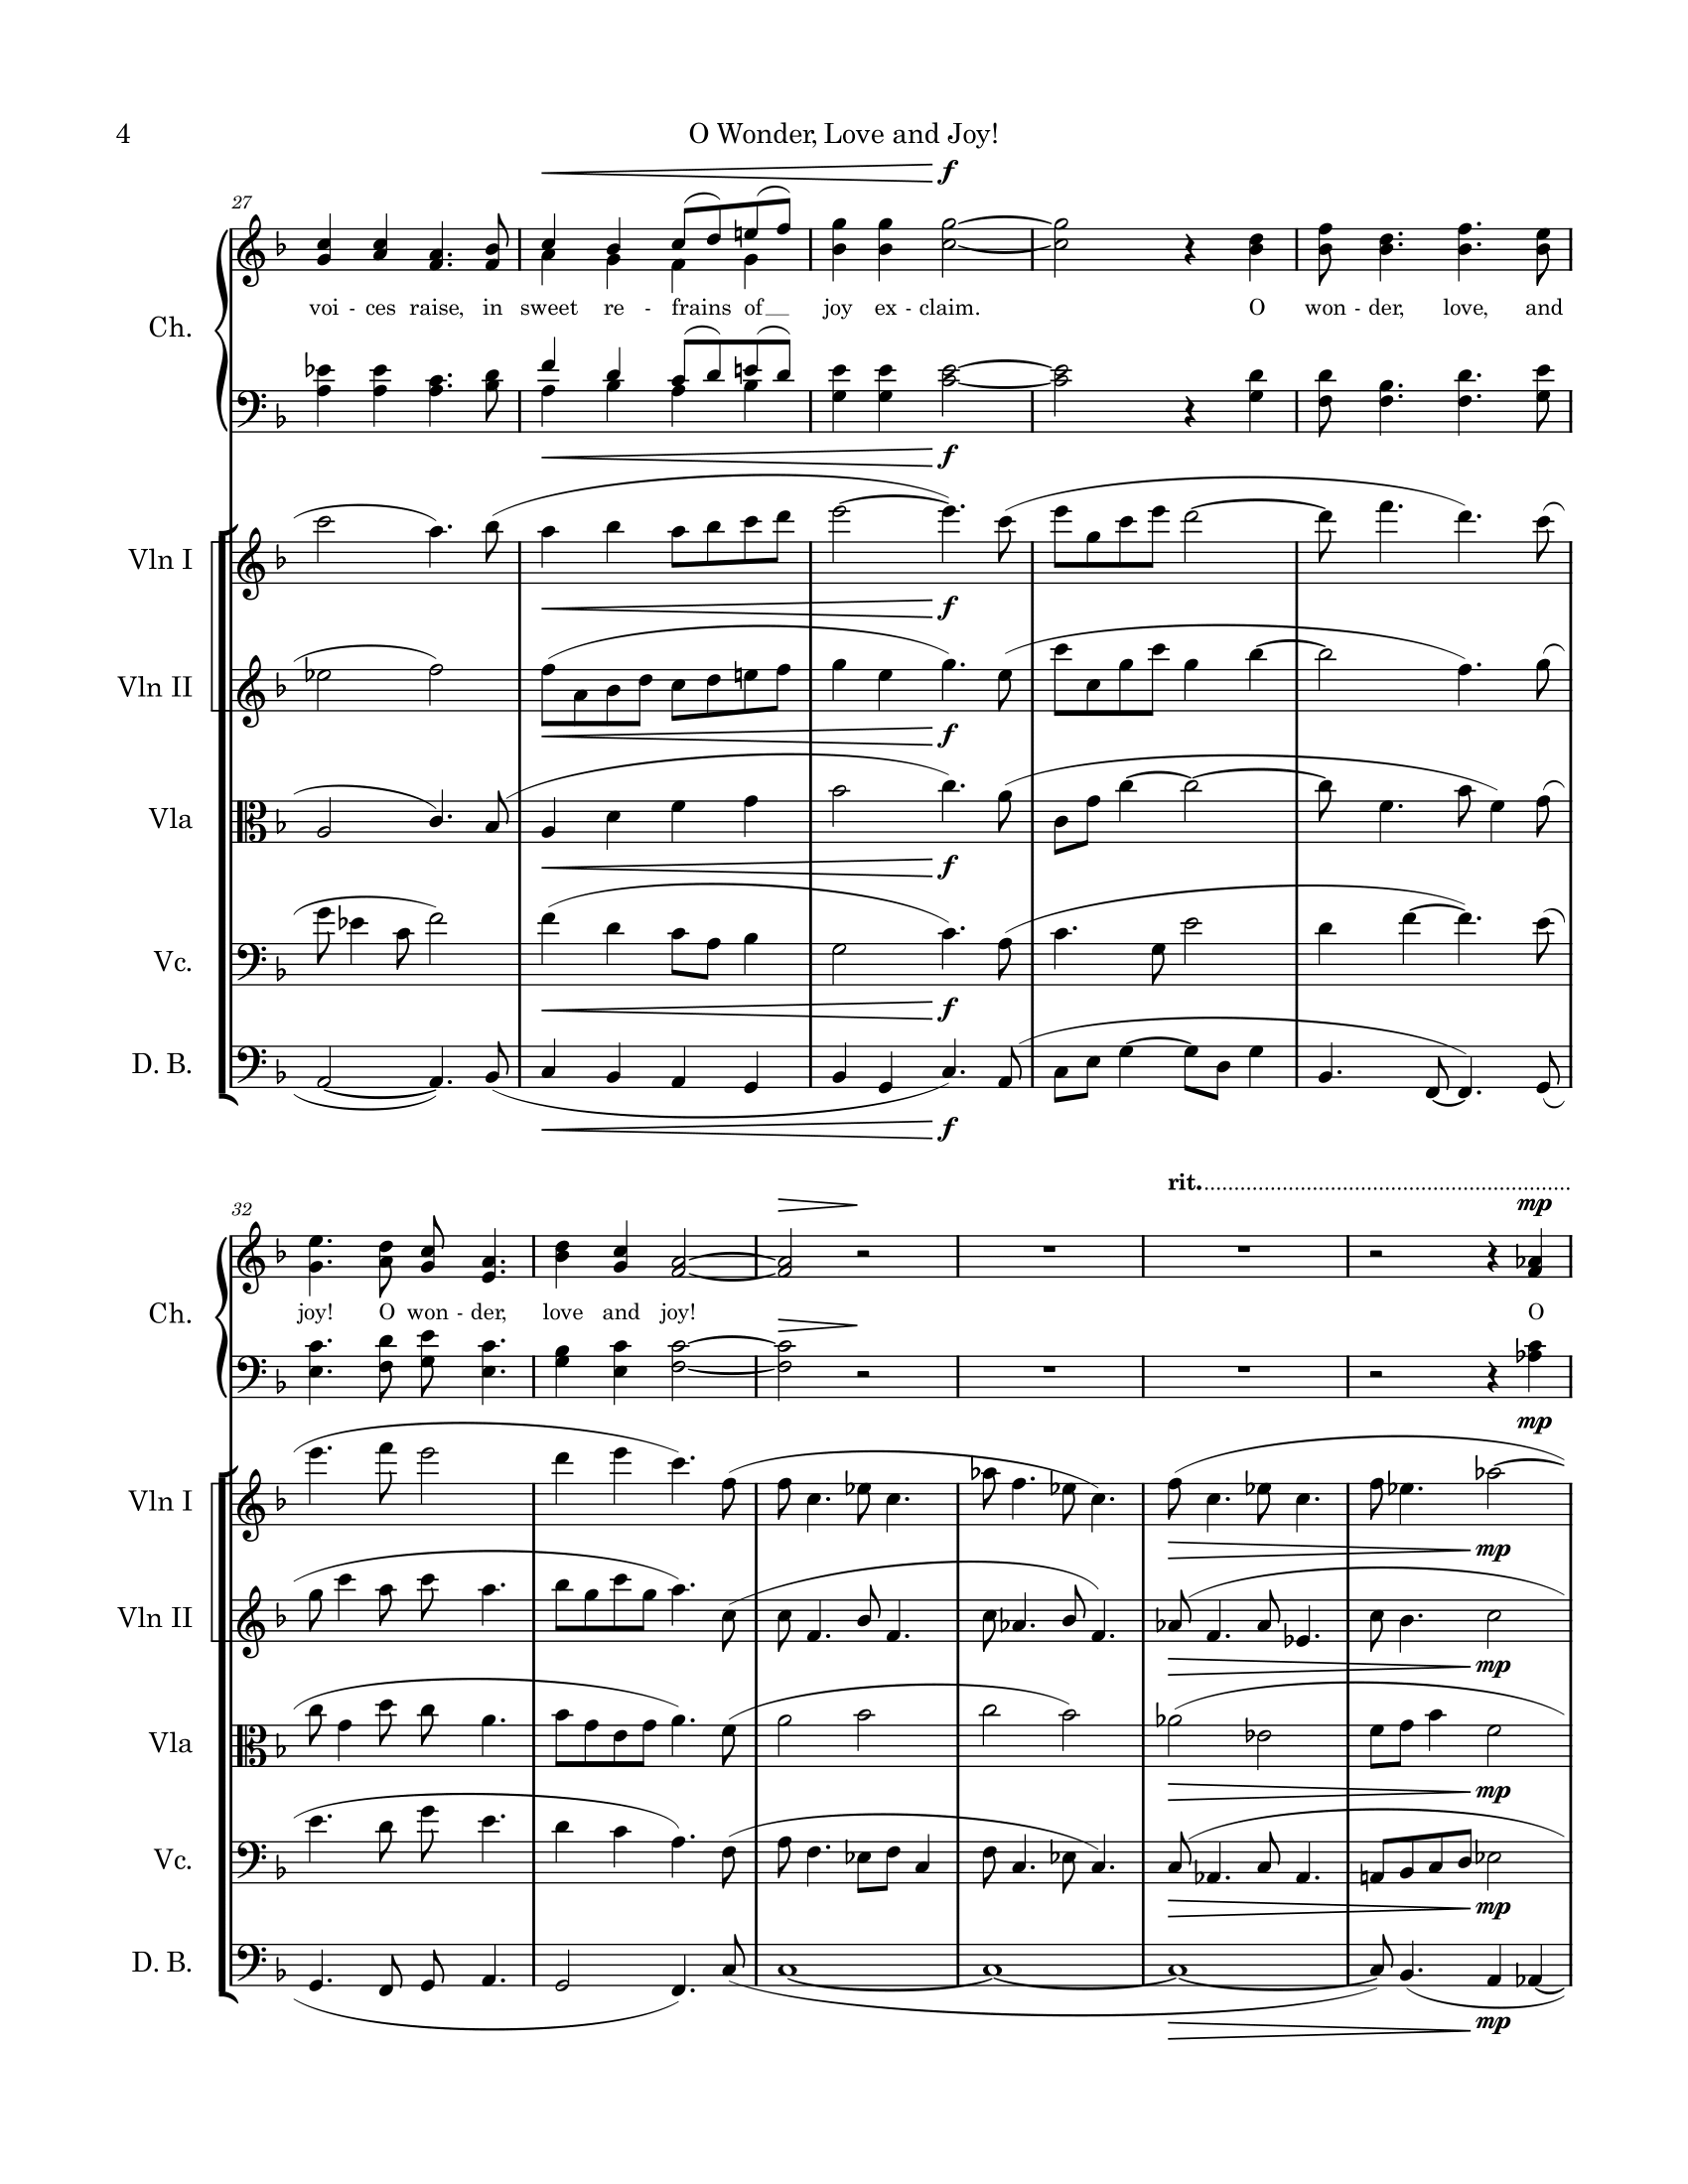 4 O Wonder, Love and Joy!
f
27
voi - ces raise, in sweet re - frains of __ joy ex - claim. O won - der, love, and
Ch.
f
Vln I
f
Vln II
f
Vla
f
Vc.
f
D. B.
f
rit.
mp
32
joy! O won - der, love and joy! O
Ch.
mp
Vln I
mp
Vln II
mp
Vla
mp
Vc.
mp
D. B.
mp